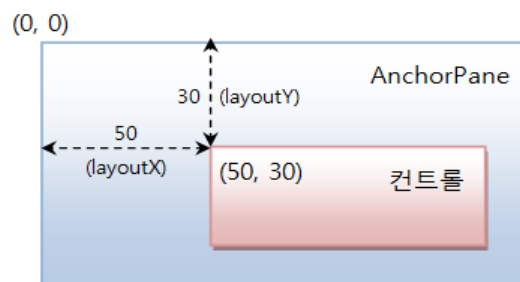 (0, 0)
AnchorPane
30 (layoutY)
50
(layoutX)
(50, 30) 컨트롤